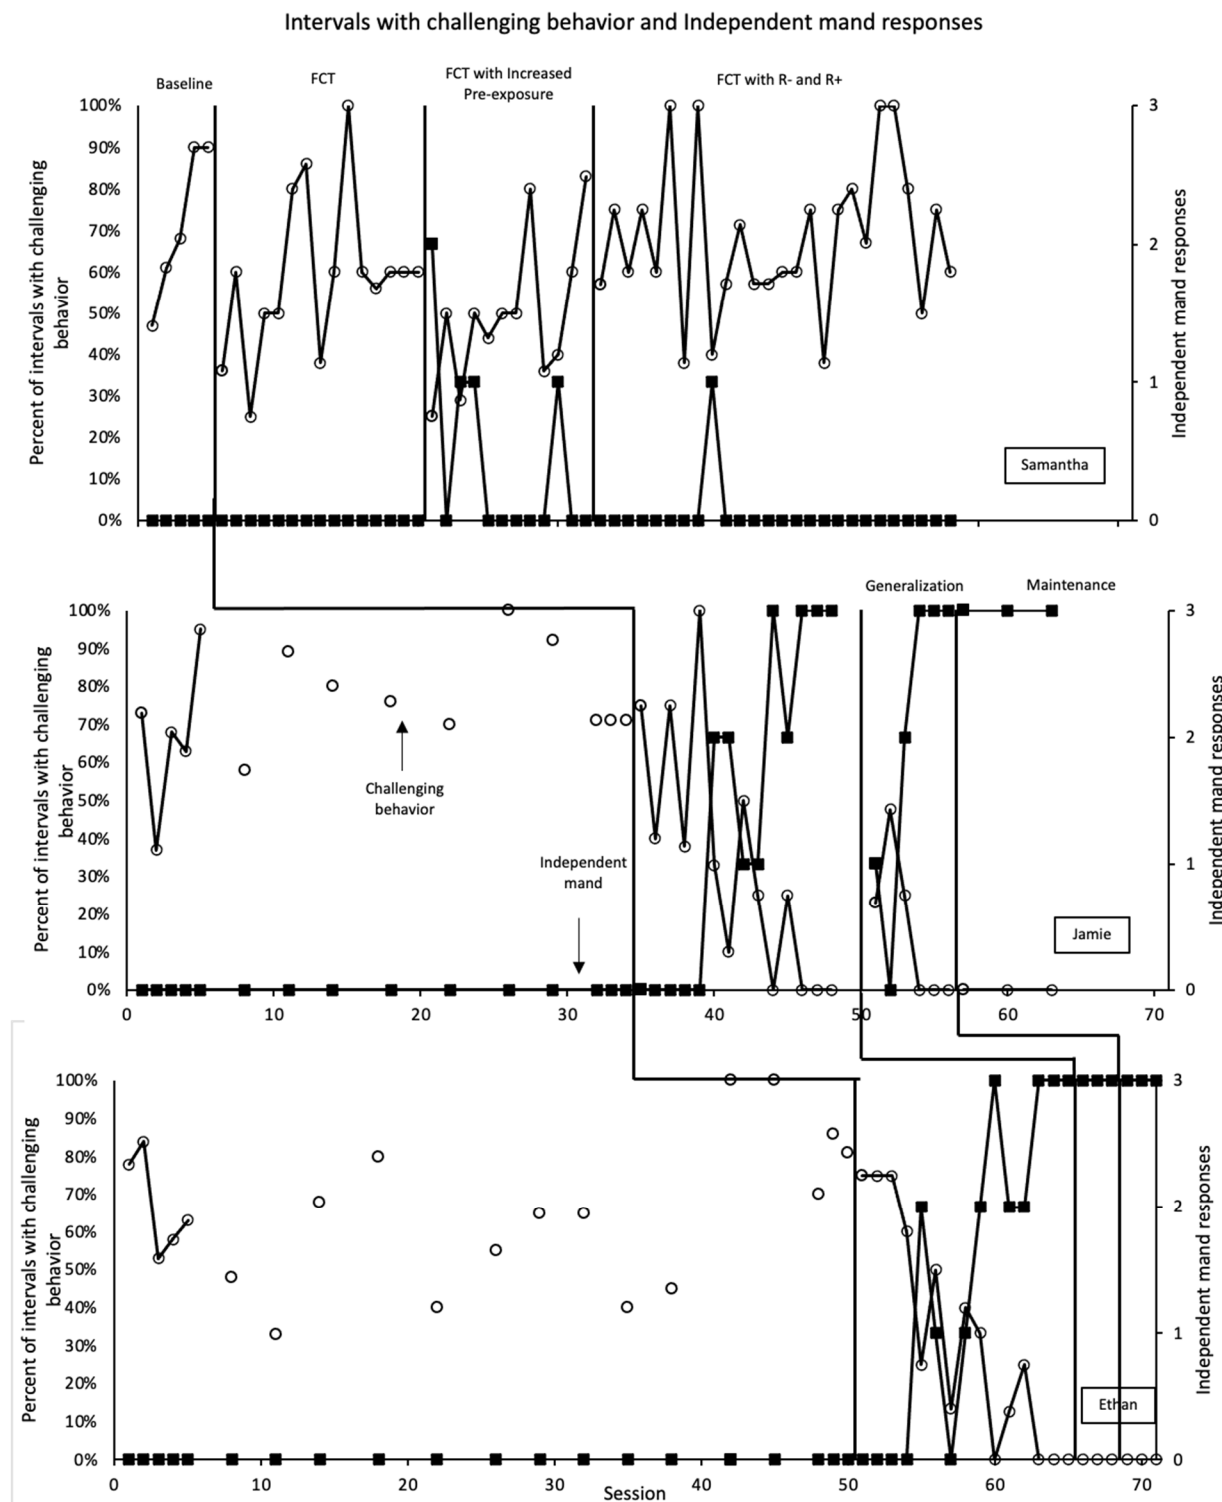 Intervals with challenging behavior and Independent mand responses
Baseline
FCT
FCT with Increased
Pre-exposure
FCT with R- and R+
100%
90%
80%
70%
60%
50%
40%
30%
20%
10%
0%
Percent of intervals with challenging
behavior
3
2
1
0
Independent mand responses
Samantha
Generalization
Maintenance
100%
90%
80%
70%
60%
50%
40%
30%
20%
10%
0%
Percent of intervals with challenging
behavior
Challenging
behavior
Independent
mand
3
2
1
0
Independent mand responses
Jamie
0 10 20 30 40 50 60 70
100%
90%
80%
70%
60%
50%
40%
30%
20%
10%
0%
Percent of intervals with challenging
behavior
3
2
1
0
Independent mand responses
Ethan
0 10 20 30 40 50 60 70
Session